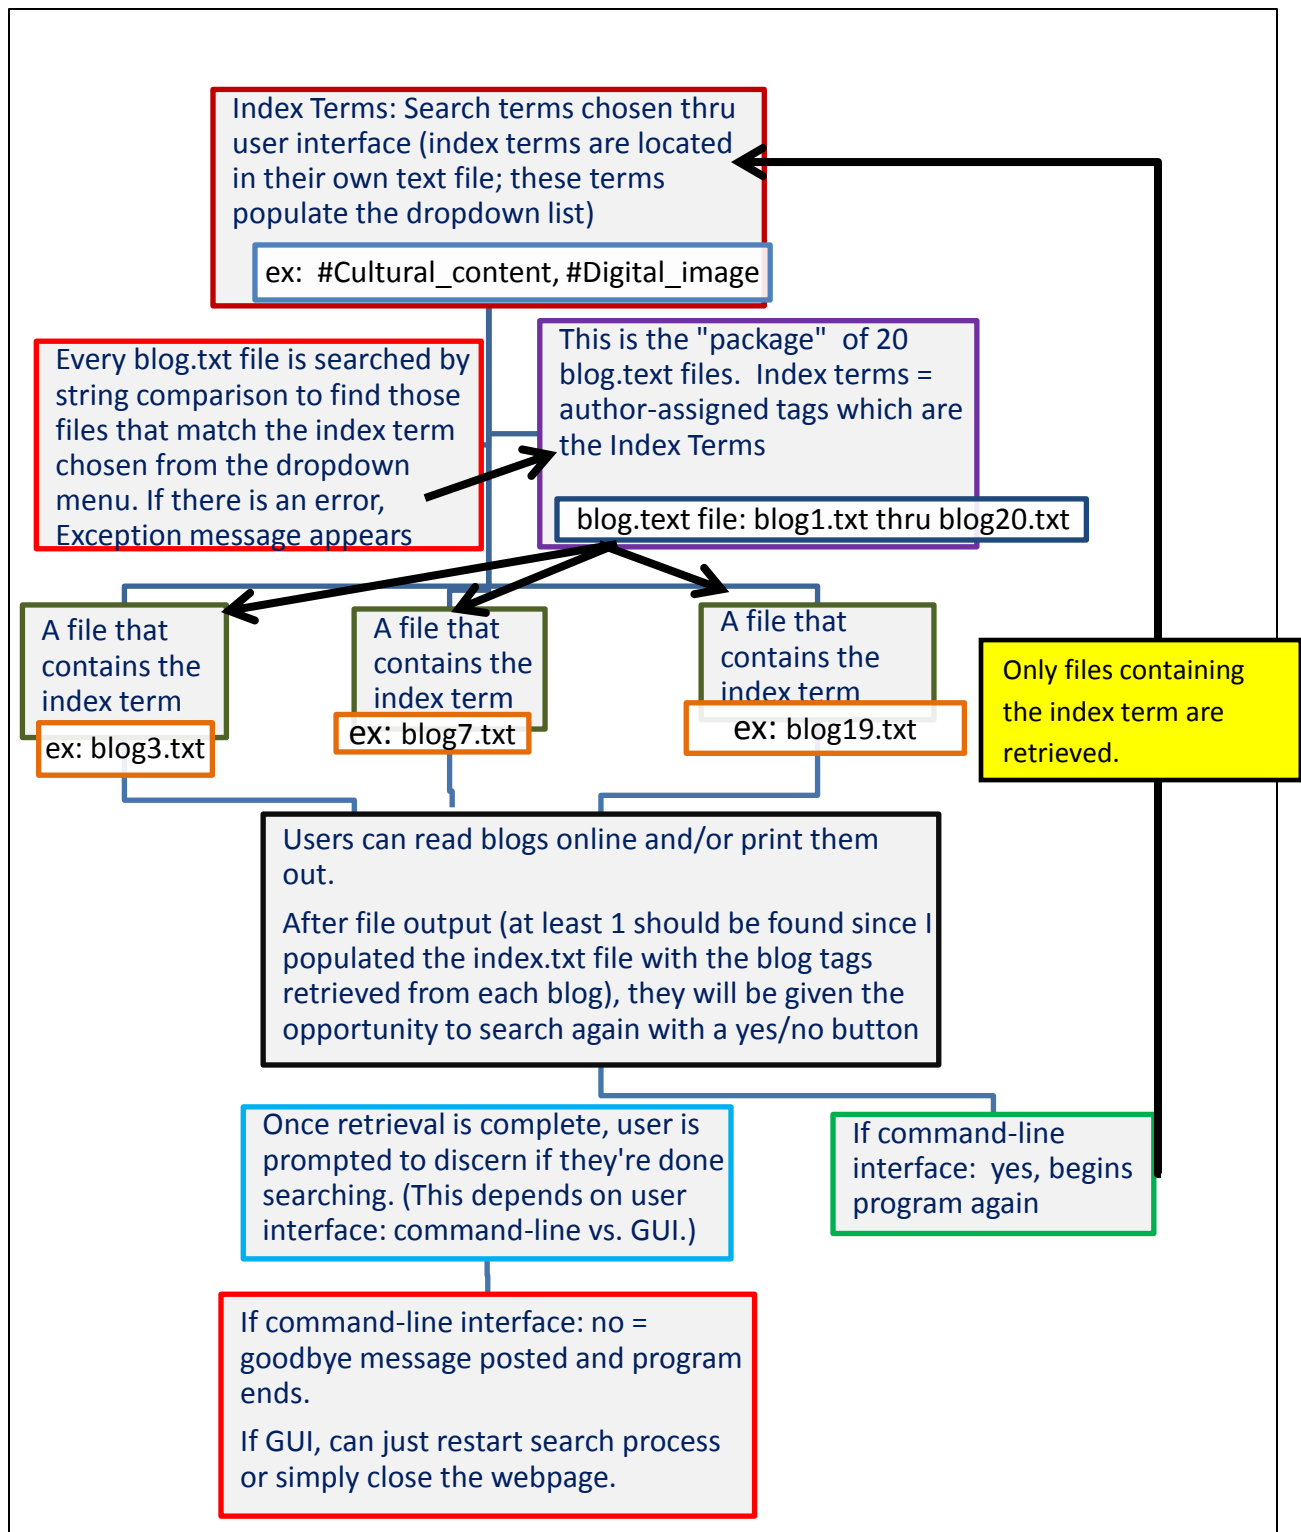 Index Terms: Search terms chosen thru
user interface (index terms are located
in their own text file; these terms
populate the dropdown list)
ex:  #Cultural_content, #Digital_image
Every blog.txt file is searched by
string comparison to find those
files that match the index term
chosen from the dropdown
menu. If there is an error,
Exception message appears
This is the "package"  of 20
blog.text files.  Index terms =
author-assigned tags which are
the Index Terms
blog.text file: blog1.txt thru blog20.txt
A file that
contains the
index term
ex: blog3.txt
A file that
contains the
index term
ex: blog7.txt
A file that
contains the
index term
ex: blog19.txt
Only files containing
the index term are
retrieved.
Users can read blogs online and/or print them
out.
After file output (at least 1 should be found since I
populated the index.txt file with the blog tags
retrieved from each blog), they will be given the
opportunity to search again with a yes/no button
Once retrieval is complete, user is
prompted to discern if they're done
searching. (This depends on user
interface: command-line vs. GUI.)
If command-line
interface:  yes, begins
program again
If command-line interface: no =
goodbye message posted and program
ends.
If GUI, can just restart search process
or simply close the webpage.